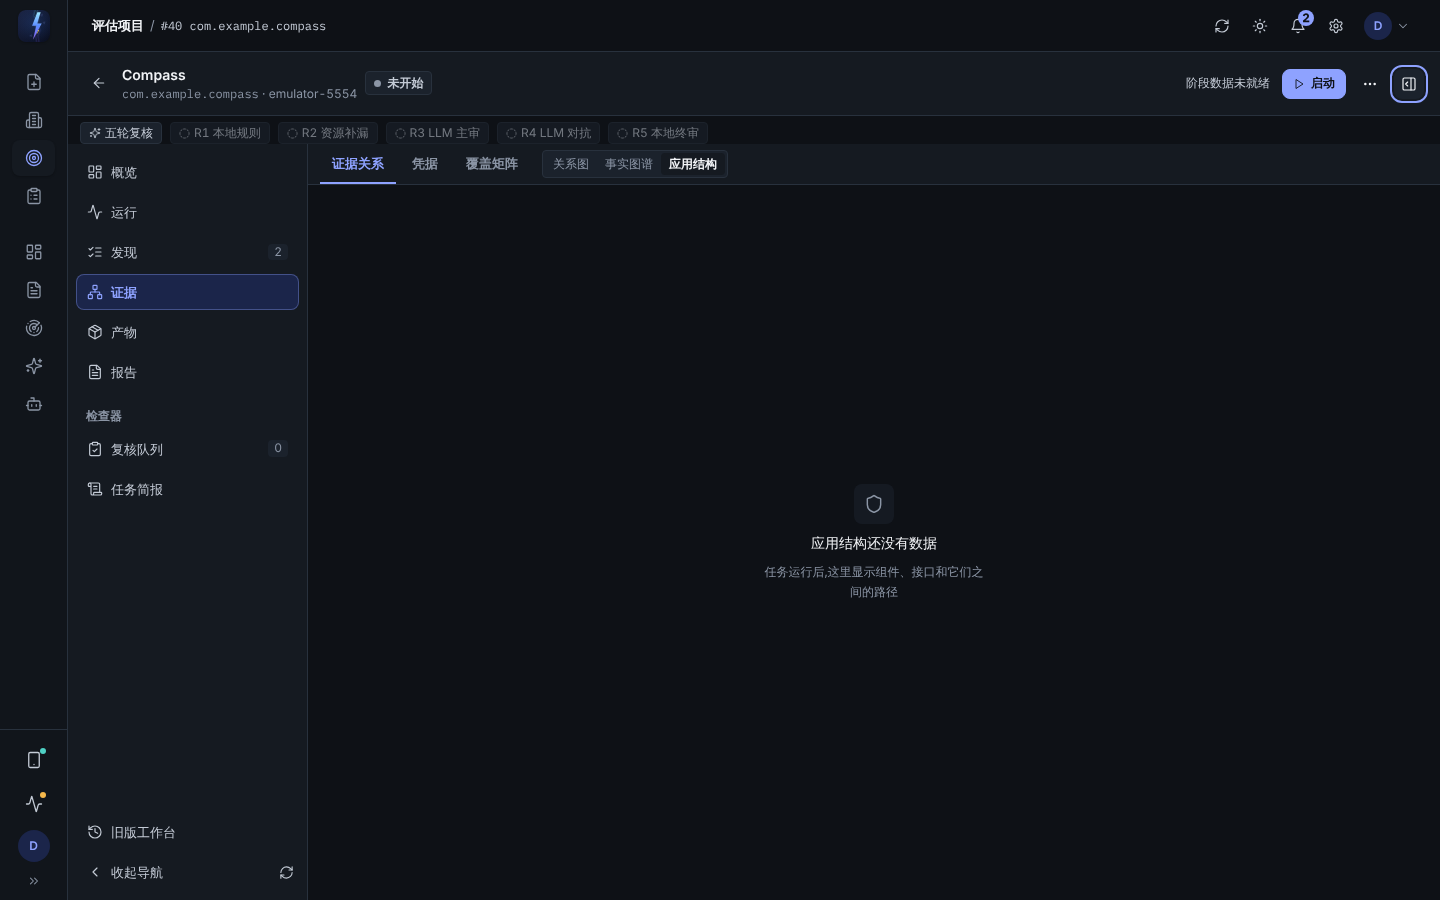 评估项目 / #40 com.example.compass
2
D
Compass
com.example.compass · emulator-5554
未开始
阶段数据未就绪
启动
五轮复核
R1 本地规则
R2 资源补漏
R3 LLM 主审
R4 LLM 对抗
R5 本地终审
概览
运行
发现 2
证据
产物
报告
检查器
复核队列 0
任务简报
旧版工作台
收起导航
证据关系
凭据
覆盖矩阵
关系图
事实图谱
应用结构
应用结构还没有数据
任务运行后,这里显示组件、接口和它们之
间的路径
D